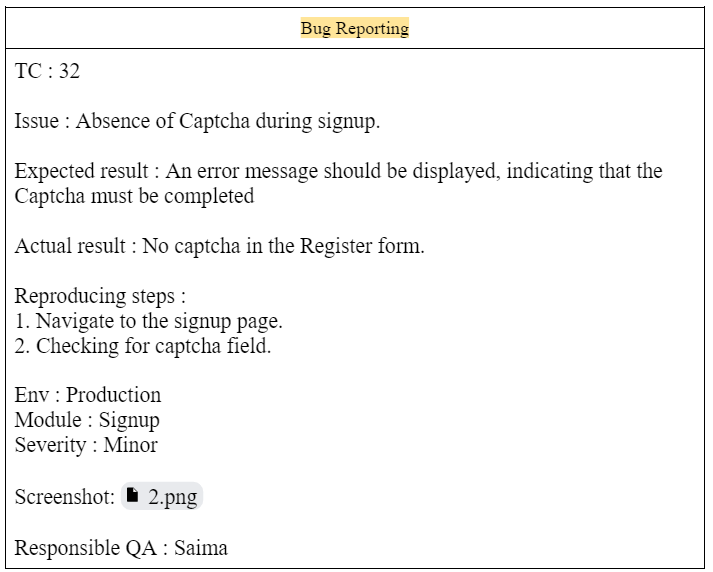 Bug Reporting
TC : 32
Issue : Absence of Captcha during signup.
Expected result : An error message should be displayed, indicating that the
Captcha must be completed
Actual result : No captcha in the Register form.
Reproducing steps :
1. Navigate to the signup page.
2. Checking for captcha field.
Env : Production
Module : Signup
Severity : Minor
Screenshot: 2.png
Responsible QA : Saima